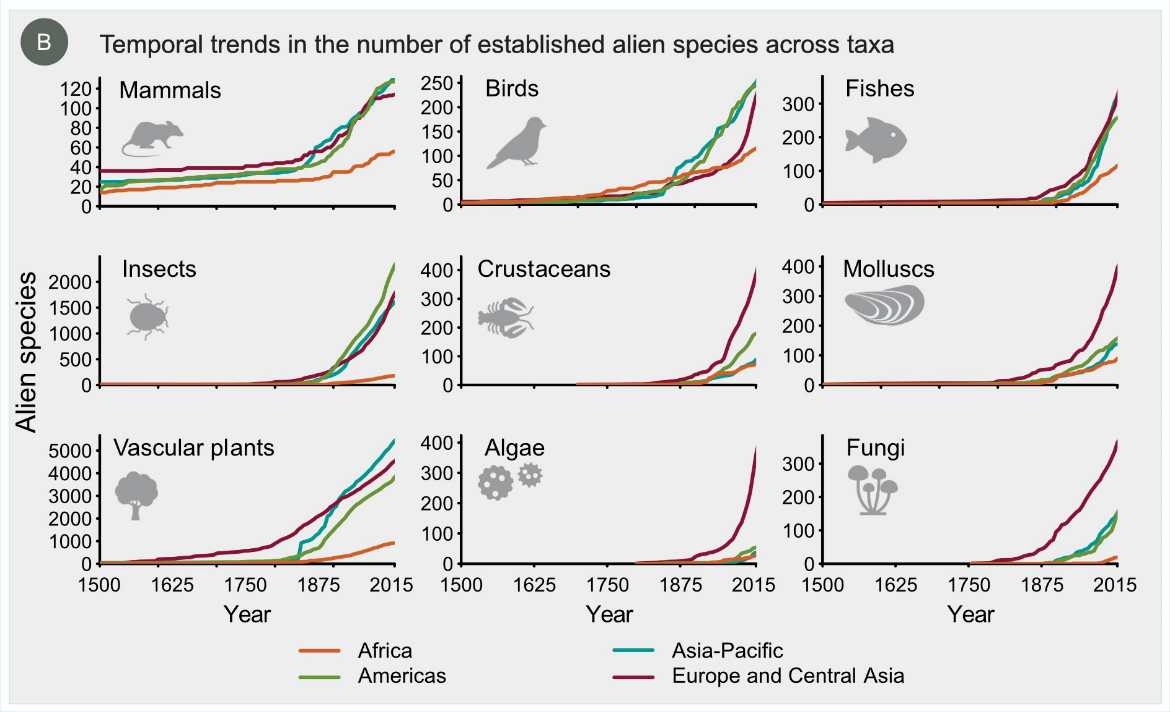 B
Temporal trends in the number of established alien species across taxa
Mammals
120
100
80
60
40
20
0
Birds
250
200
150
100
50
0
Fishes
300
200
100
0
Alien species
Insects
2000
1500
1000
500
0
Crustaceans
400
300
200
100
0
Molluscs
400
300
200
100
0
Vascular plants
5000
4000
3000
2000
1000
0
1500 1625 1750 1875 2015
Year
Algae
400
300
200
100
0
1500 1625 1750 1875 2015
Year
Fungi
300
200
100
0
1500 1625 1750 1875 2015
Year
Africa
Americas
Asia-Pacific
Europe and Central Asia